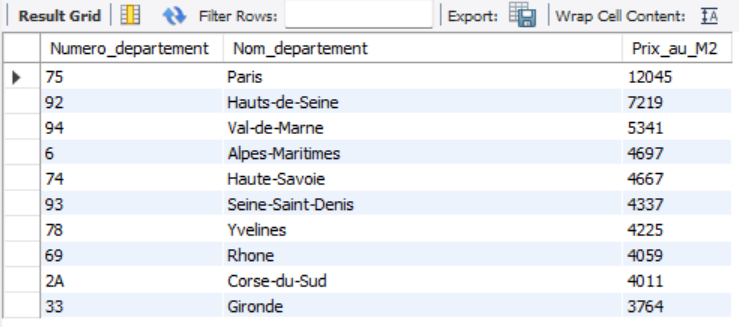 Result Grid Filter Rows: Export: Wrap Cell Content: IA
Numero_departement Nom_departement Prix_au_M2
75 Paris 12045
92 Hauts-de-Seine 7219
94 Val-de-Marne 5341
6 Alpes-Maritimes 4697
74 Haute-Savoie 4667
93 Seine-Saint-Denis 4337
78 Yvelines 4225
69 Rhone 4059
2A Corse-du-Sud 4011
33 Gironde 3764